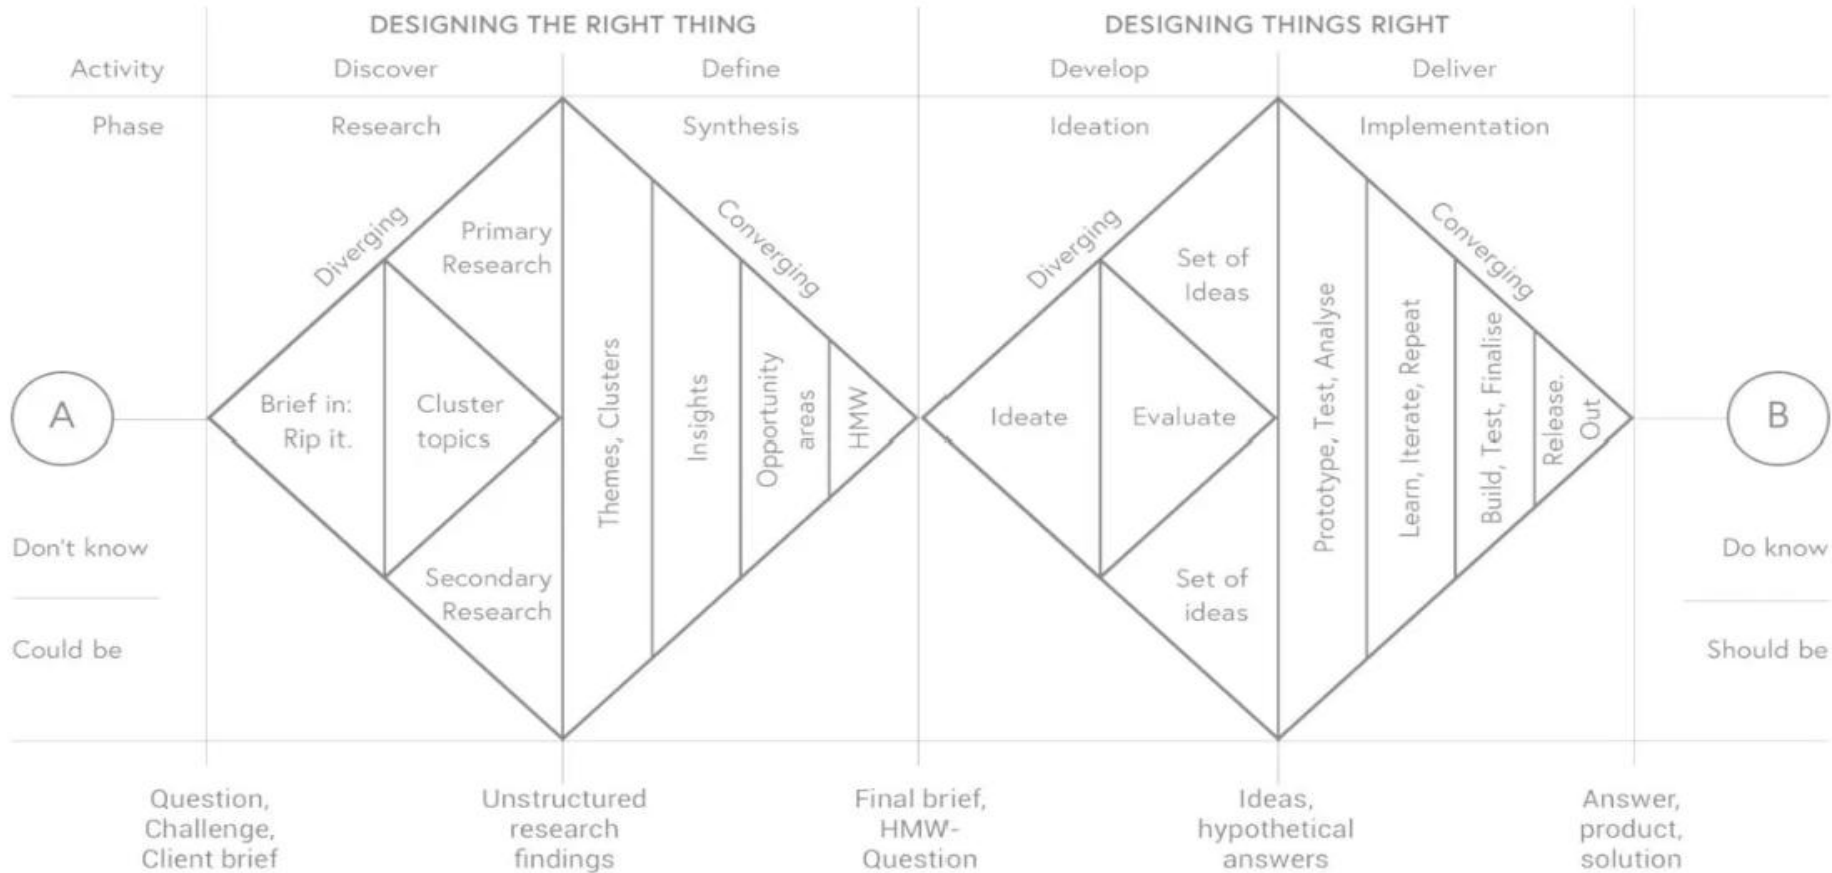 DESIGNING THE RIGHT THING
DESIGNING THINGS RIGHT
Activity
Discover
Define
Develop
Deliver
Phase
Research
Synthesis
Ideation
Implementation
Diverging
Primary
Research
Converging
Diverging
Set of
Ideas
Converging
A
Brief in:
Rip it.
Cluster
topics
Themes, Clusters
Insights
Opportunity
areas
HMW
Ideate
Evaluate
Prototype, Test, Analyse
Learn, Iterate, Repeat
Build, Test, Finalise
Release.
Out
B
Don't know
Could be
Secondary
Research
Set of
ideas
Do know
Should be
Question,
Challenge,
Client brief
Unstructured
research
findings
Final brief,
HMW-
Question
Ideas,
hypothetical
answers
Answer,
product,
solution